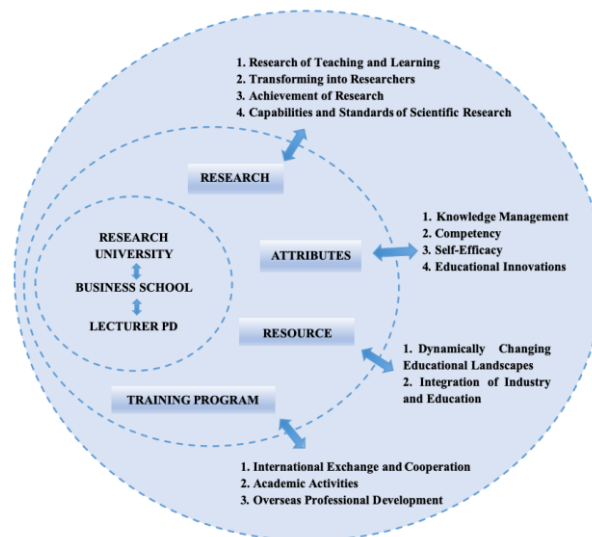 1. Research of Teaching and Learning
2. Transforming into Researchers
3. Achievement of Research
4. Capabilities and Standards of Scientific Research
RESEARCH
1. Knowledge Management
2. Competency
3. Self-Efficacy
4. Educational Innovations
ATTRIBUTES
RESEARCH
UNIVERSITY
BUSINESS SCHOOL
LECTURER PD
RESOURCE
1. Dynamically Changing
Educational Landscapes
2. Integration of Industry
and Education
TRAINING PROGRAM
1. International Exchange and Cooperation
2. Academic Activities
3. Overseas Professional Development